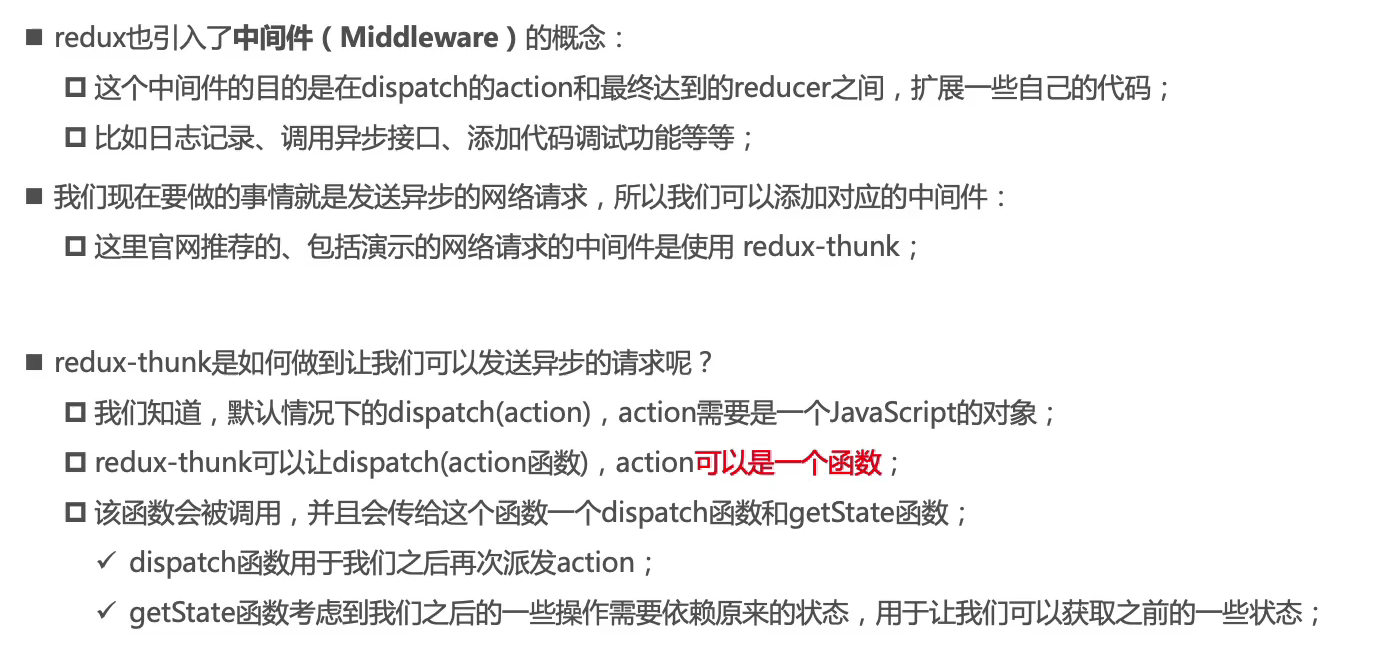 ■ redux也引入了中间件（Middleware）的概念：
□ 这个中间件的目的是在dispatch的action和最终达到的reducer之间，扩展一些自己的代码；
□ 比如日志记录、调用异步接口、添加代码调试功能等等；
■ 我们现在要做的事情就是发送异步的网络请求，所以我们可以添加对应的中间件：
□ 这里官网推荐的、包括演示的网络请求的中间件是使用 redux-thunk；
■ redux-thunk是如何做到让我们可以发送异步的请求呢？
□ 我们知道，默认情况下的dispatch(action)，action需要是一个JavaScript的对象；
□ redux-thunk可以让dispatch(action函数)，action可以是一个函数；
□ 该函数会被调用，并且会传给这个函数一个dispatch函数和getState函数；
✓ dispatch函数用于我们之后再次派发action；
✓ getState函数考虑到我们之后的一些操作需要依赖原来的状态，用于让我们可以获取之前的一些状态；